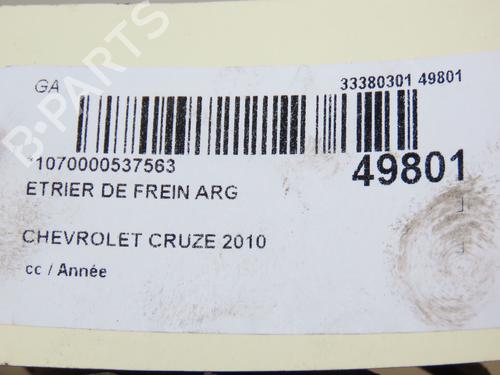 GA
33380301 49801
*1070000537563
49801
ETRIER DE FREIN ARG
CHEVROLET CRUZE 2010
cc / Année
B-PARTS